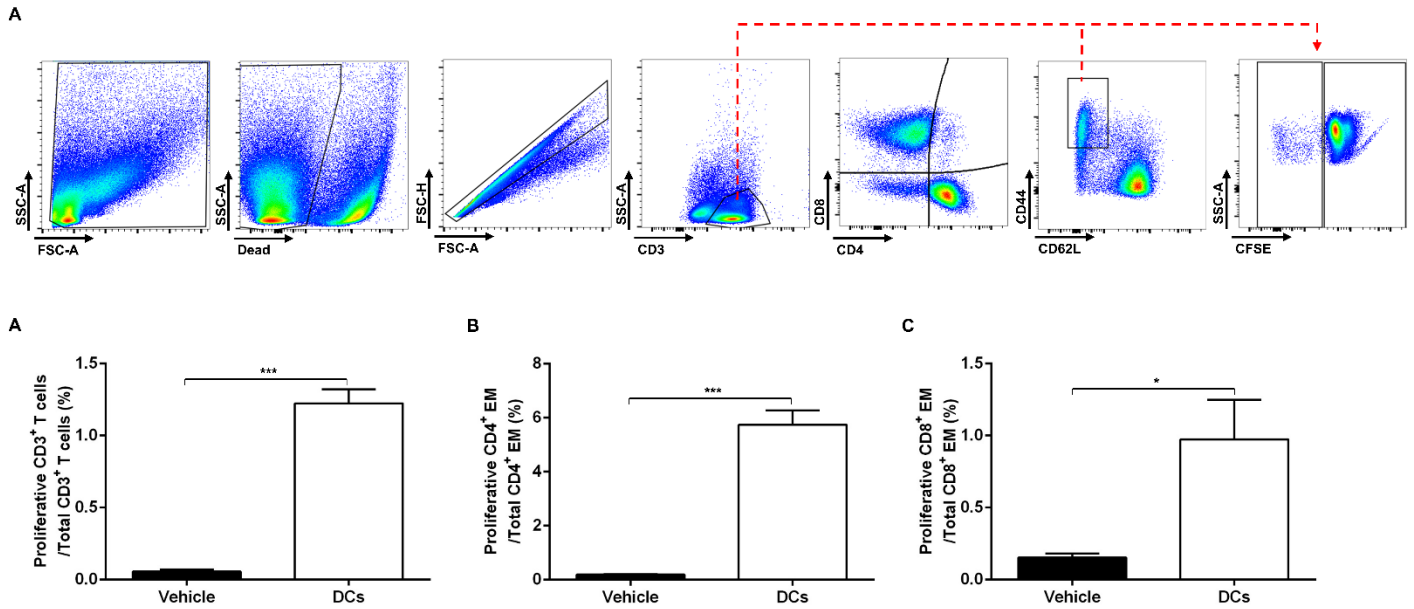 A
SSC-A
FSC-A
SSC-A
Dead
FSC-H
FSC-A
SSC-A
CD3
CD8
CD4
CD44
CD62L
SSC-A
CFSE
A
Proliferative CD3+ T cells
/Total CD3+ T cells (%)
1.5
1.0
0.5
0.0
***
Vehicle
DCs
B
Proliferative CD4+ EM
/Total CD4+ EM (%)
8
6
4
2
0
***
Vehicle
DCs
C
Proliferative CD8+ EM
/Total CD8+ EM (%)
1.5
1.0
0.5
0.0
*
Vehicle
DCs